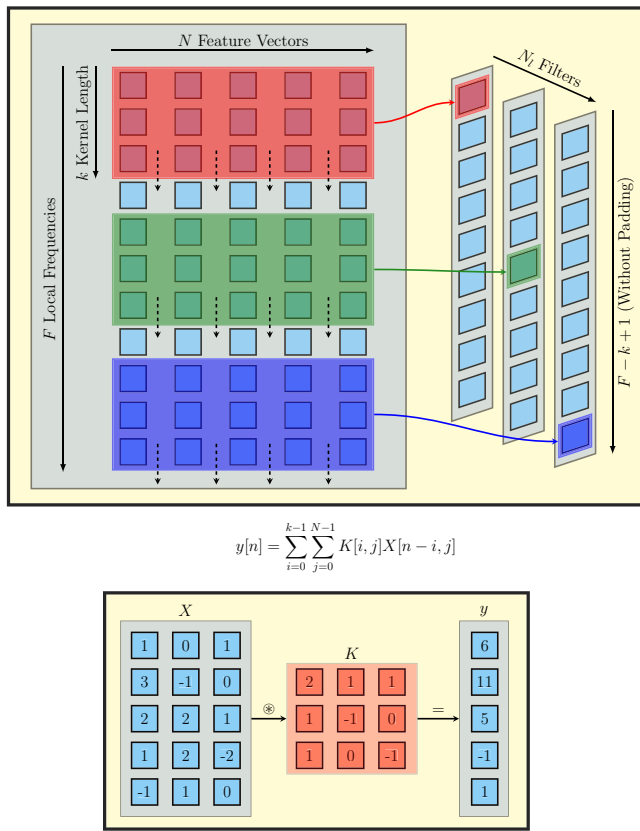 N Feature Vectors
k Kernel Length
F Local Frequencies
N_l Filters
F − k + 1 (Without Padding)
y[n] = \sum_{i=0}^{k-1} \sum_{j=0}^{N-1} K[i, j]X[n − i, j]
X
K
y
1 0 1
3 -1 0
2 2 1
1 2 -2
-1 1 0
⊛
2 1 1
1 -1 0
1 0 -1
=
6
11
5
-1
1